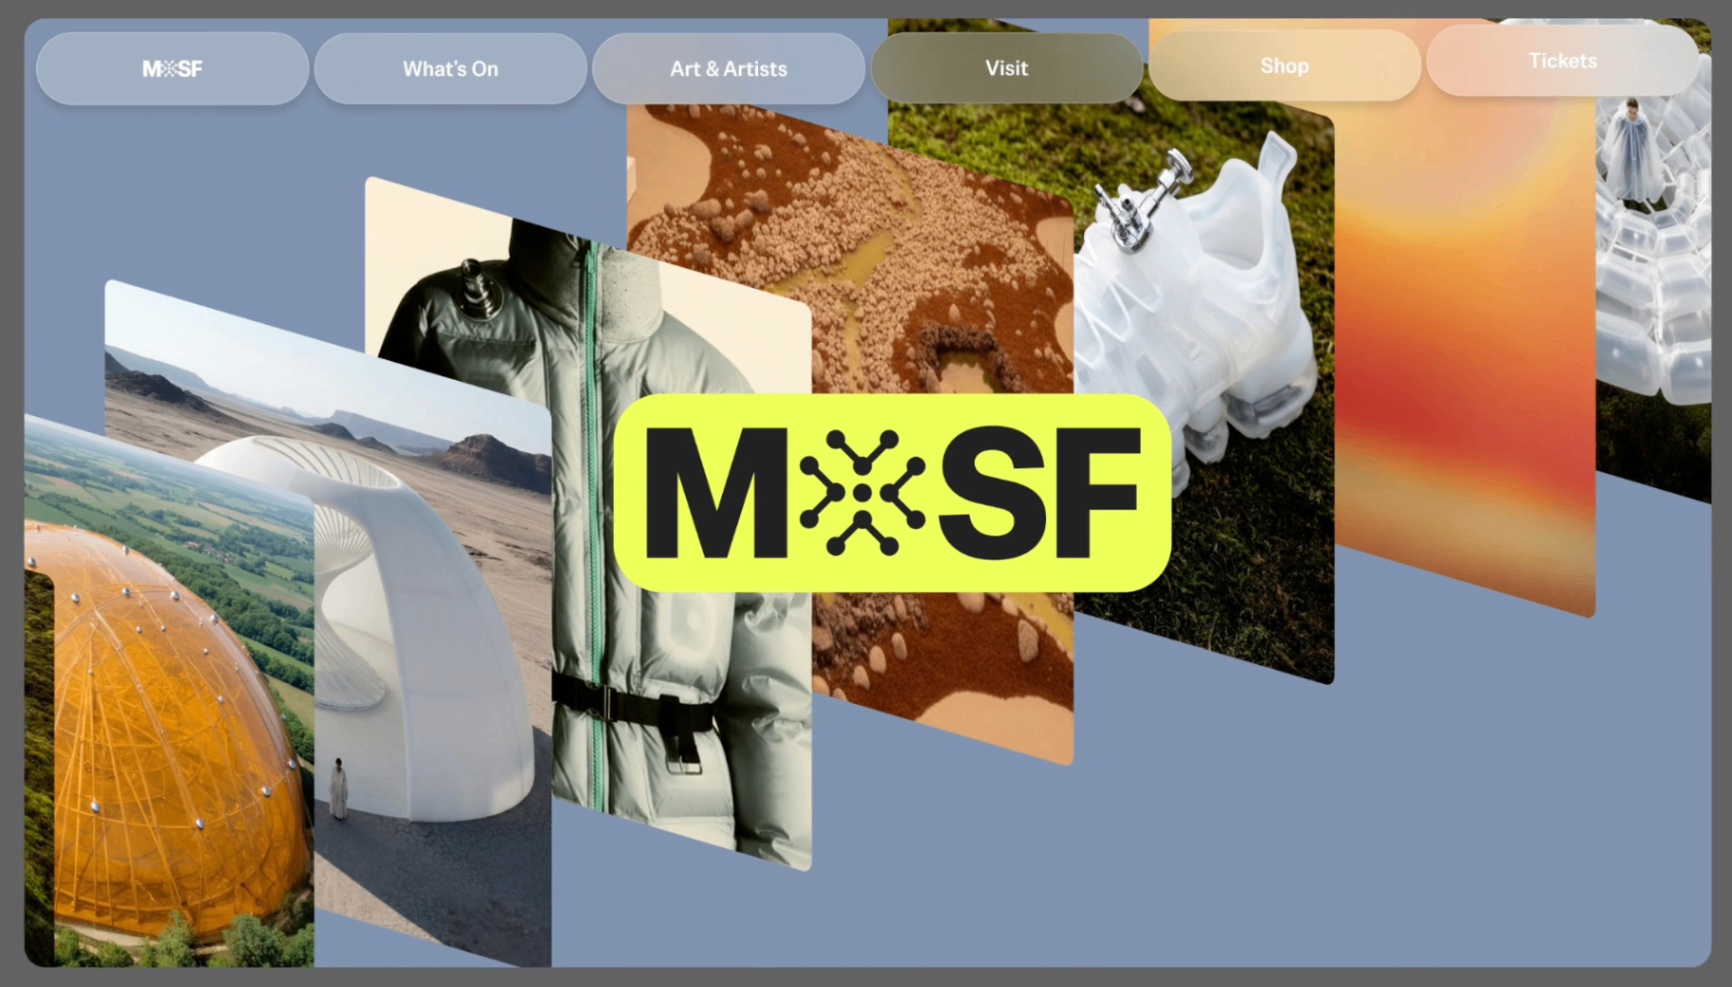 M SF
What's On
Art & Artists
Visit
Shop
Tickets
M SF